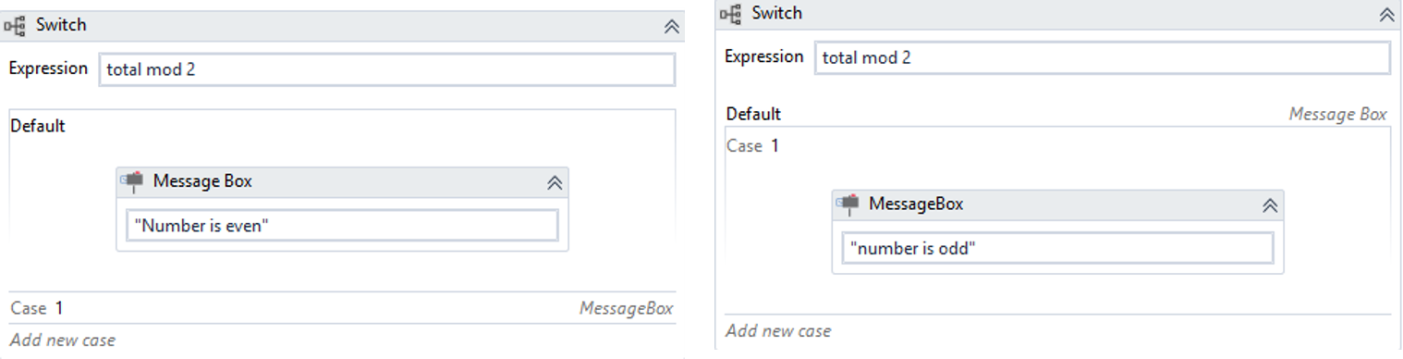 Switch
Expression total mod 2
Default
Message Box
"Number is even"
Case 1 MessageBox
Add new case
Switch
Expression total mod 2
Default Message Box
Case 1
MessageBox
"number is odd"
Add new case